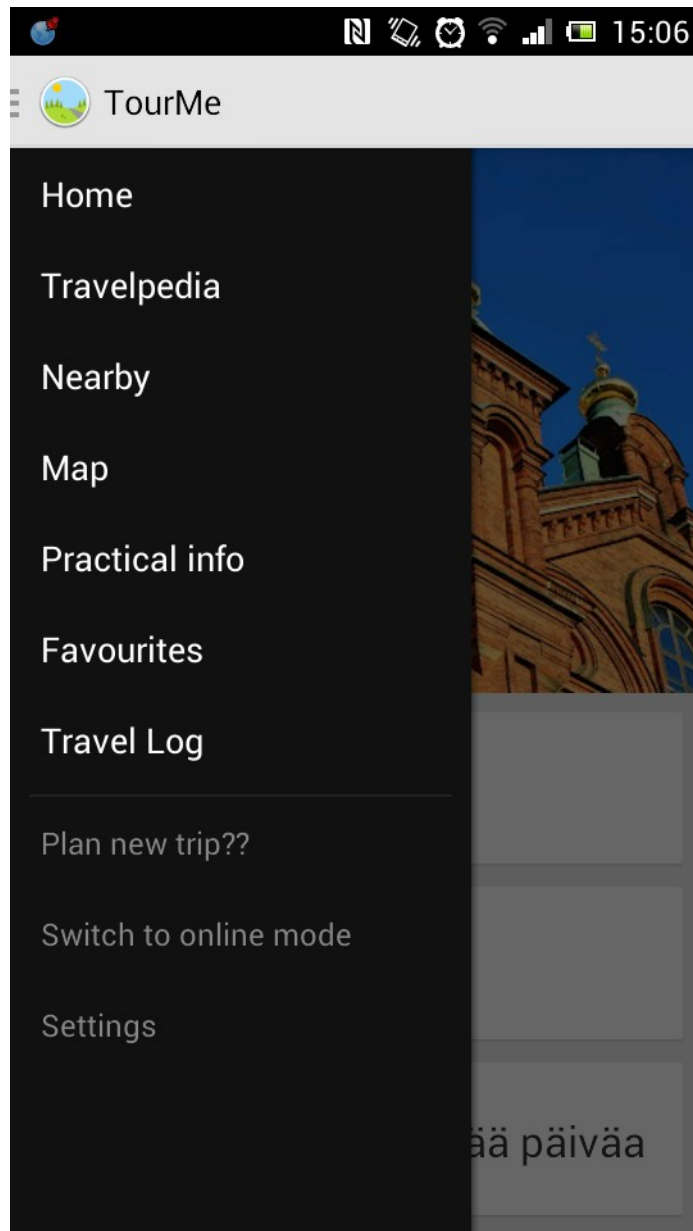 15:06
TourMe
Home
Travelpedia
Nearby
Map
Practical info
Favourites
Travel Log
Plan new trip??
Switch to online mode
Settings
ää päivää